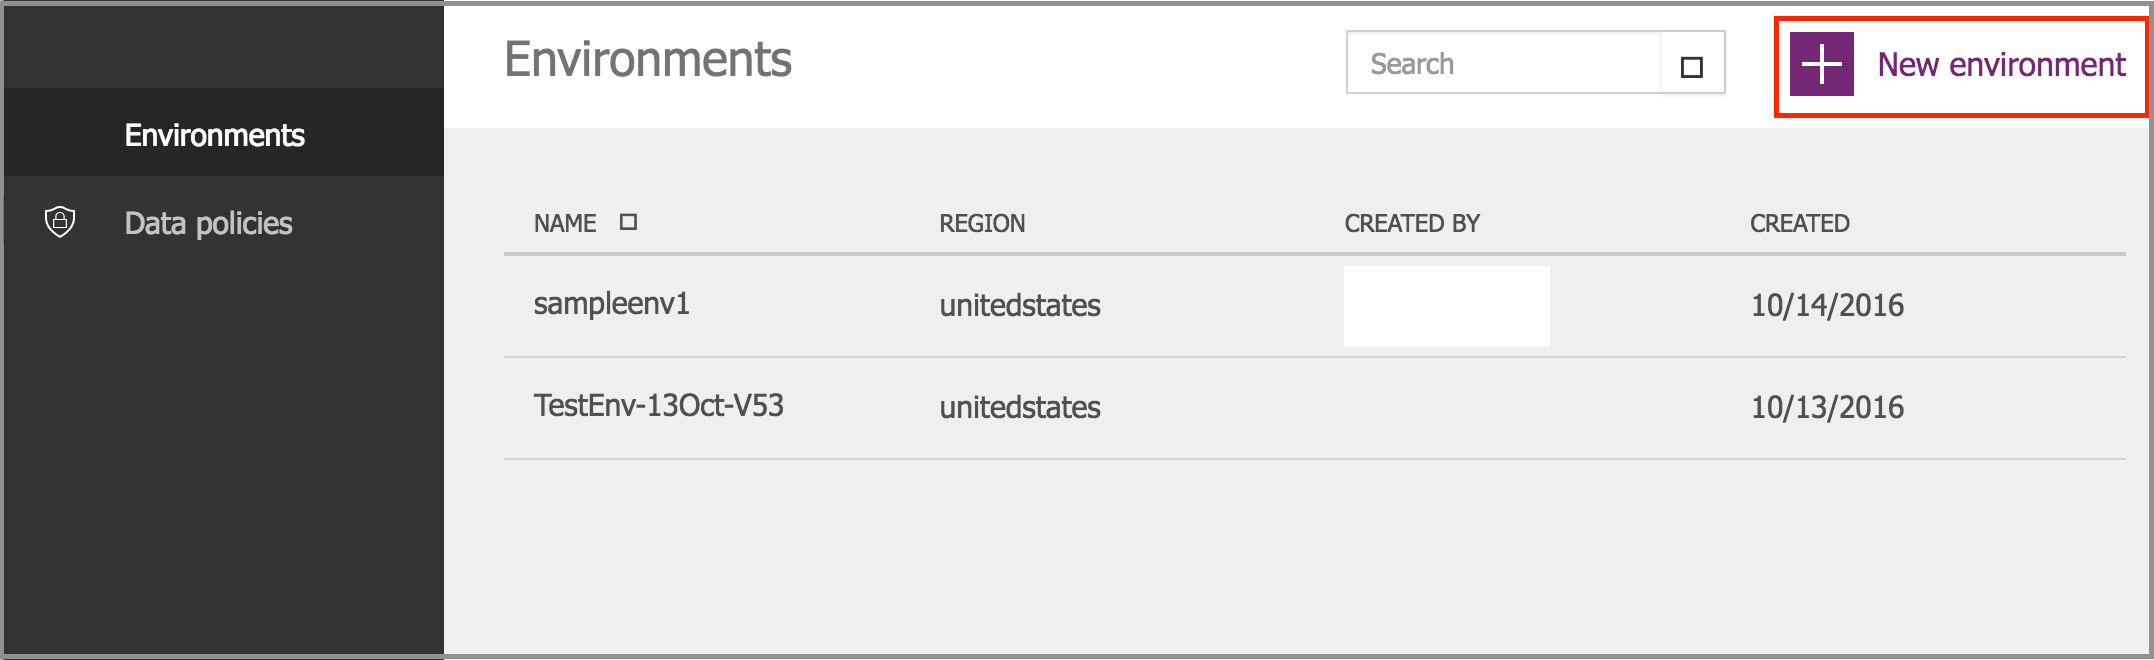 Environments
Search
New environment
Environments
Data policies
NAME REGION CREATED BY CREATED
sampleenv1 unitedstates 10/14/2016
TestEnv-13Oct-V53 unitedstates 10/13/2016